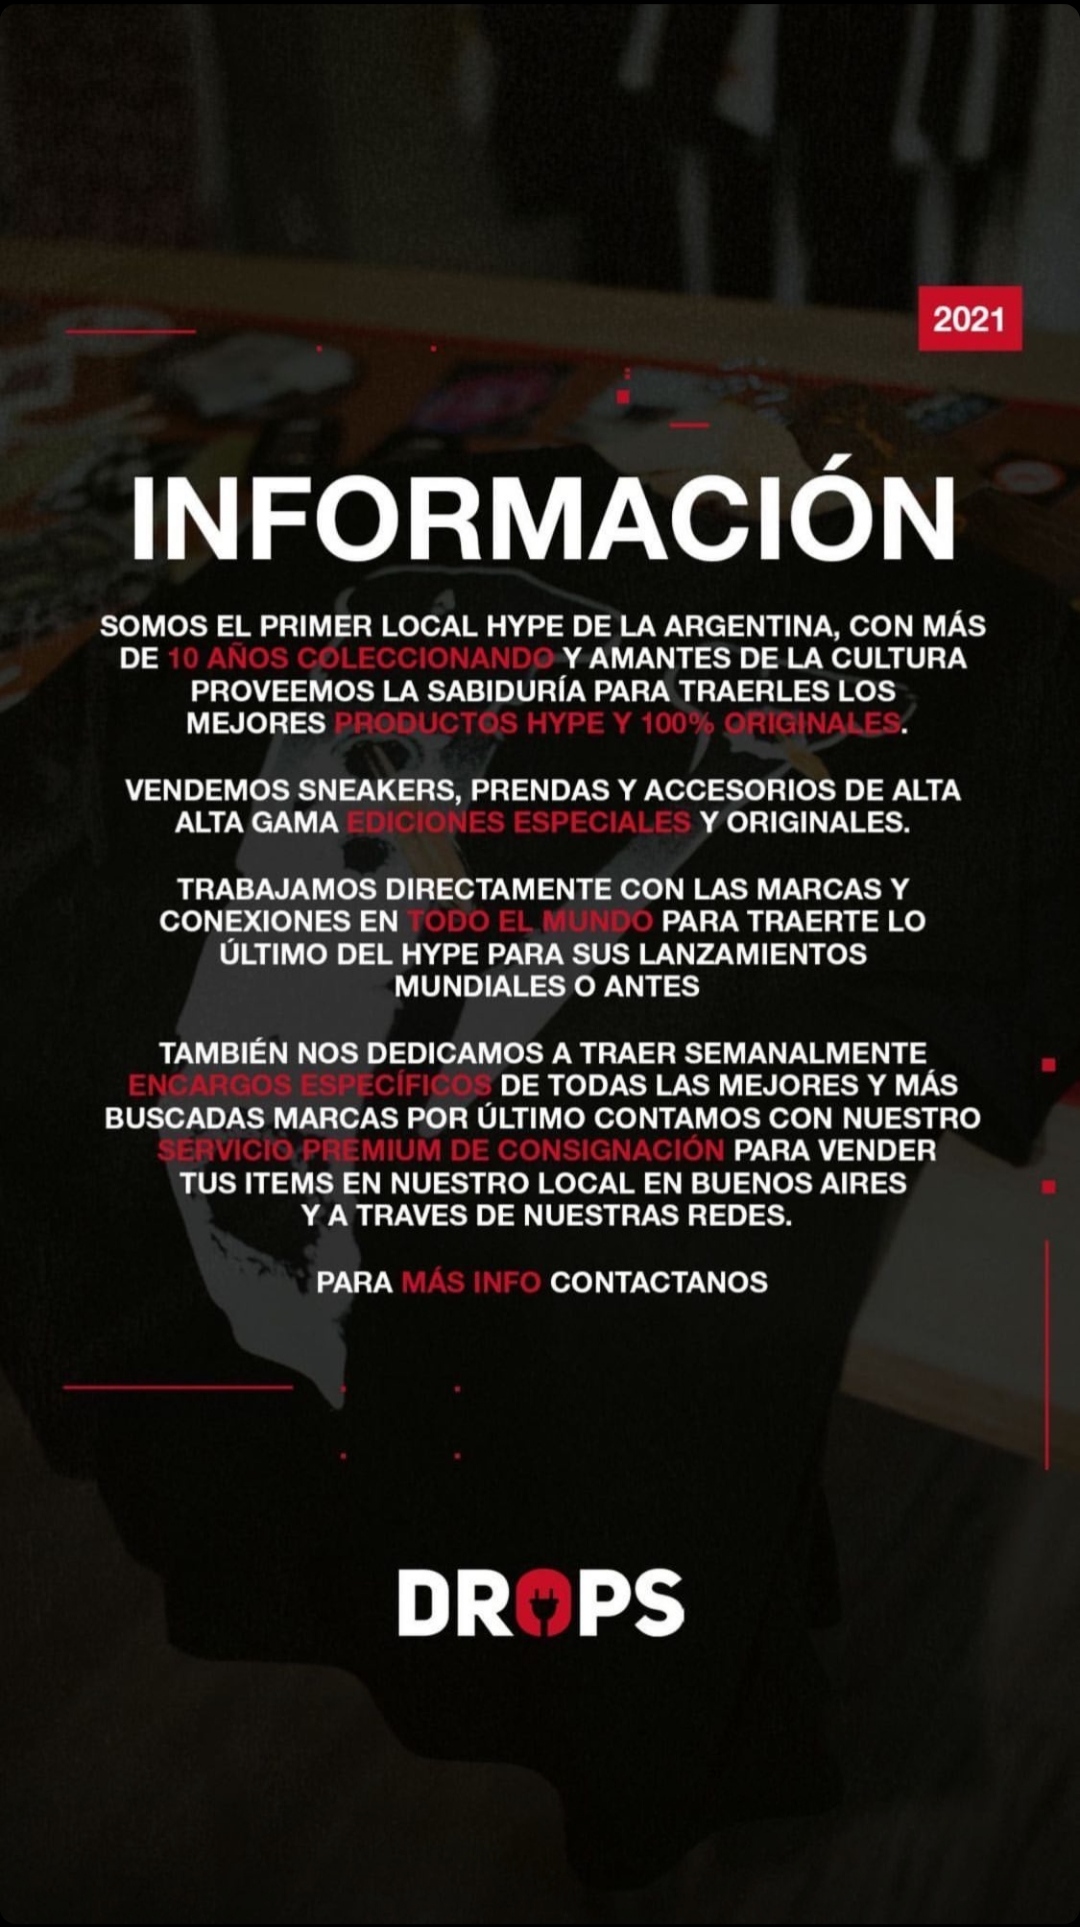 2021
INFORMACIÓN
SOMOS EL PRIMER LOCAL HYPE DE LA ARGENTINA, CON MÁS
DE 10 AÑOS COLECCIONANDO Y AMANTES DE LA CULTURA
PROVEEMOS LA SABIDURÍA PARA TRAERLES LOS
MEJORES PRODUCTOS HYPE Y 100% ORIGINALES.
VENDEMOS SNEAKERS, PRENDAS Y ACCESORIOS DE ALTA
ALTA GAMA EDICIONES ESPECIALES Y ORIGINALES.
TRABAJAMOS DIRECTAMENTE CON LAS MARCAS Y
CONEXIONES EN TODO EL MUNDO PARA TRAERTE LO
ÚLTIMO DEL HYPE PARA SUS LANZAMIENTOS
MUNDIALES O ANTES
TAMBIÉN NOS DEDICAMOS A TRAER SEMANALMENTE
ENCARGOS ESPECÍFICOS DE TODAS LAS MEJORES Y MÁS
BUSCADAS MARCAS POR ÚLTIMO CONTAMOS CON NUESTRO
SERVICIO PREMIUM DE CONSIGNACIÓN PARA VENDER
TUS ITEMS EN NUESTRO LOCAL EN BUENOS AIRES
Y A TRAVES DE NUESTRAS REDES.
PARA MÁS INFO CONTACTANOS
DROPS